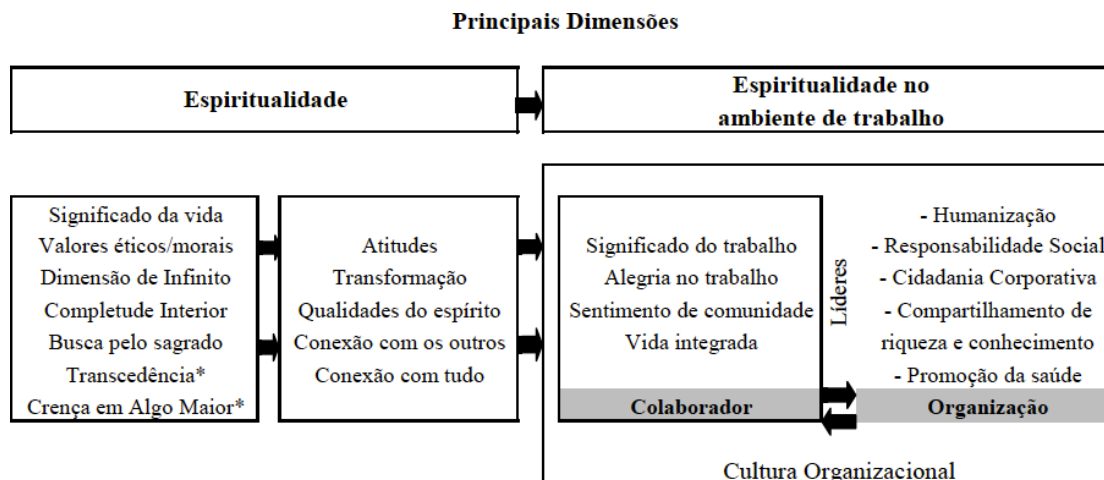 Principais Dimensões
Espiritualidade
Espiritualidade no
ambiente de trabalho
Significado da vida
Valores éticos/morais
Dimensão de Infinito
Completude Interior
Busca pelo sagrado
Transcedência*
Crença em Algo Maior*
Atitudes
Transformação
Qualidades do espírito
Conexão com os outros
Conexão com tudo
Significado do trabalho
Alegria no trabalho
Sentimento de comunidade
Vida integrada
Colaborador
Líderes
- Humanização
- Responsabilidade Social
- Cidadania Corporativa
- Compartilhamento de
riqueza e conhecimento
- Promoção da saúde
Organização
Cultura Organizacional